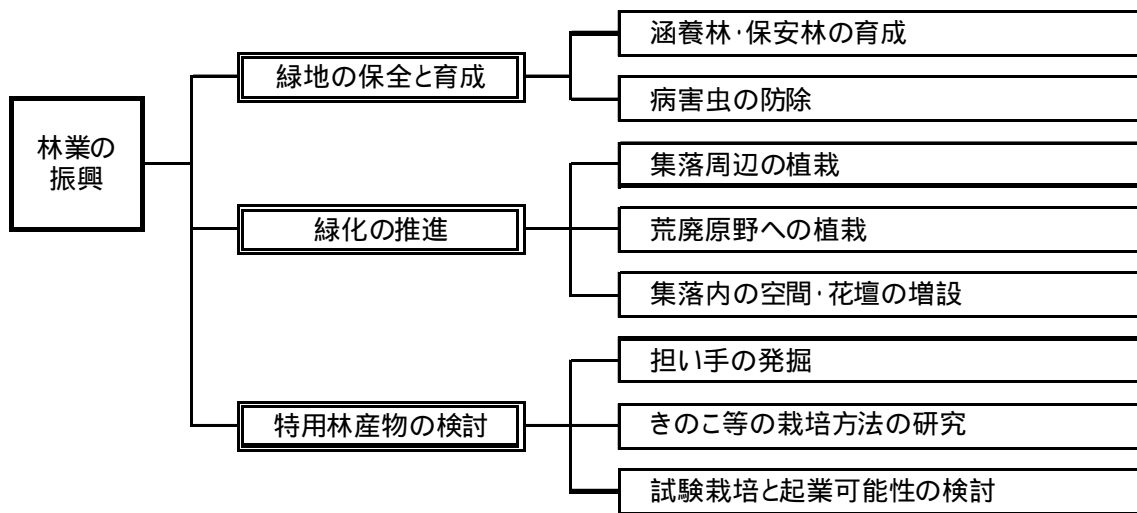 林業の
振興
緑地の保全と育成
涵養林･保安林の育成
病害虫の防除
緑化の推進
集落周辺の植栽
荒廃原野への植栽
集落内の空間･花壇の増設
特用林産物の検討
担い手の発掘
きのこ等の栽培方法の研究
試験栽培と起業可能性の検討